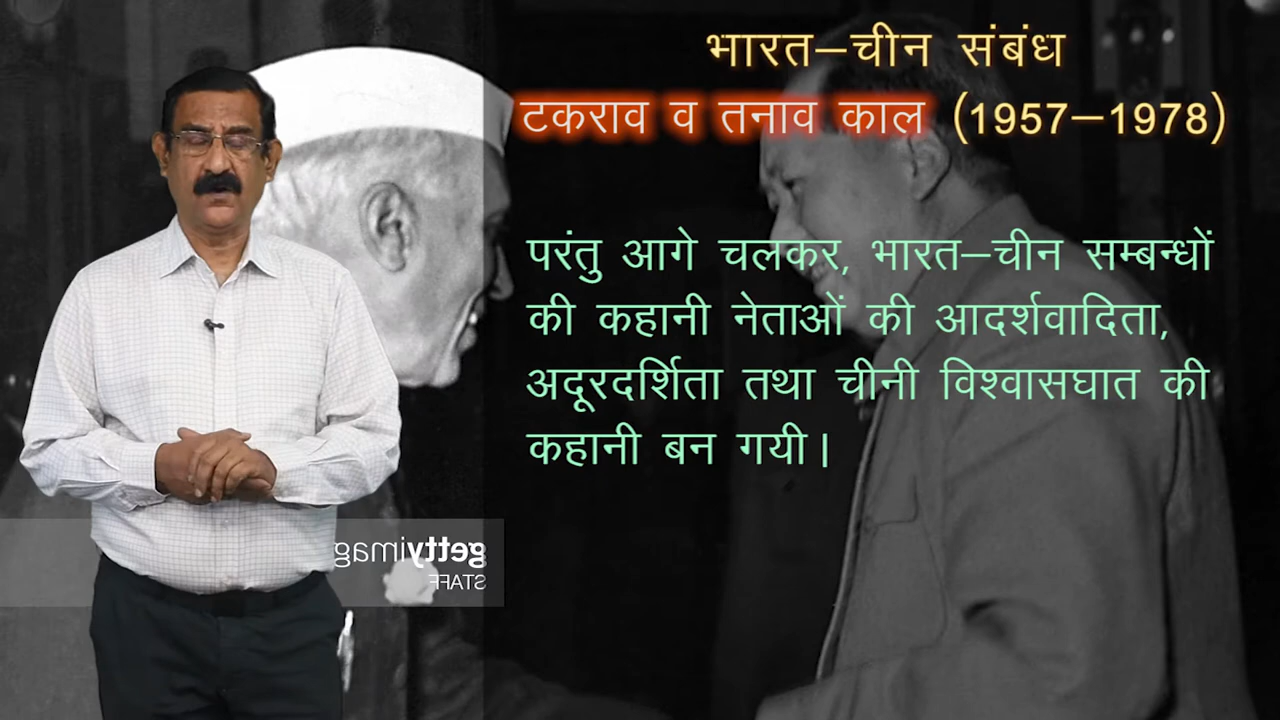 भारत–चीन संबंध
टकराव व तनाव काल (1957–1978)
परंतु आगे चलकर, भारत–चीन सम्बन्धों
की कहानी नेताओं की आदर्शवादिता,
अदूरदर्शिता तथा चीनी विश्वासघात की
कहानी बन गयी।
gettyimag
STAFF